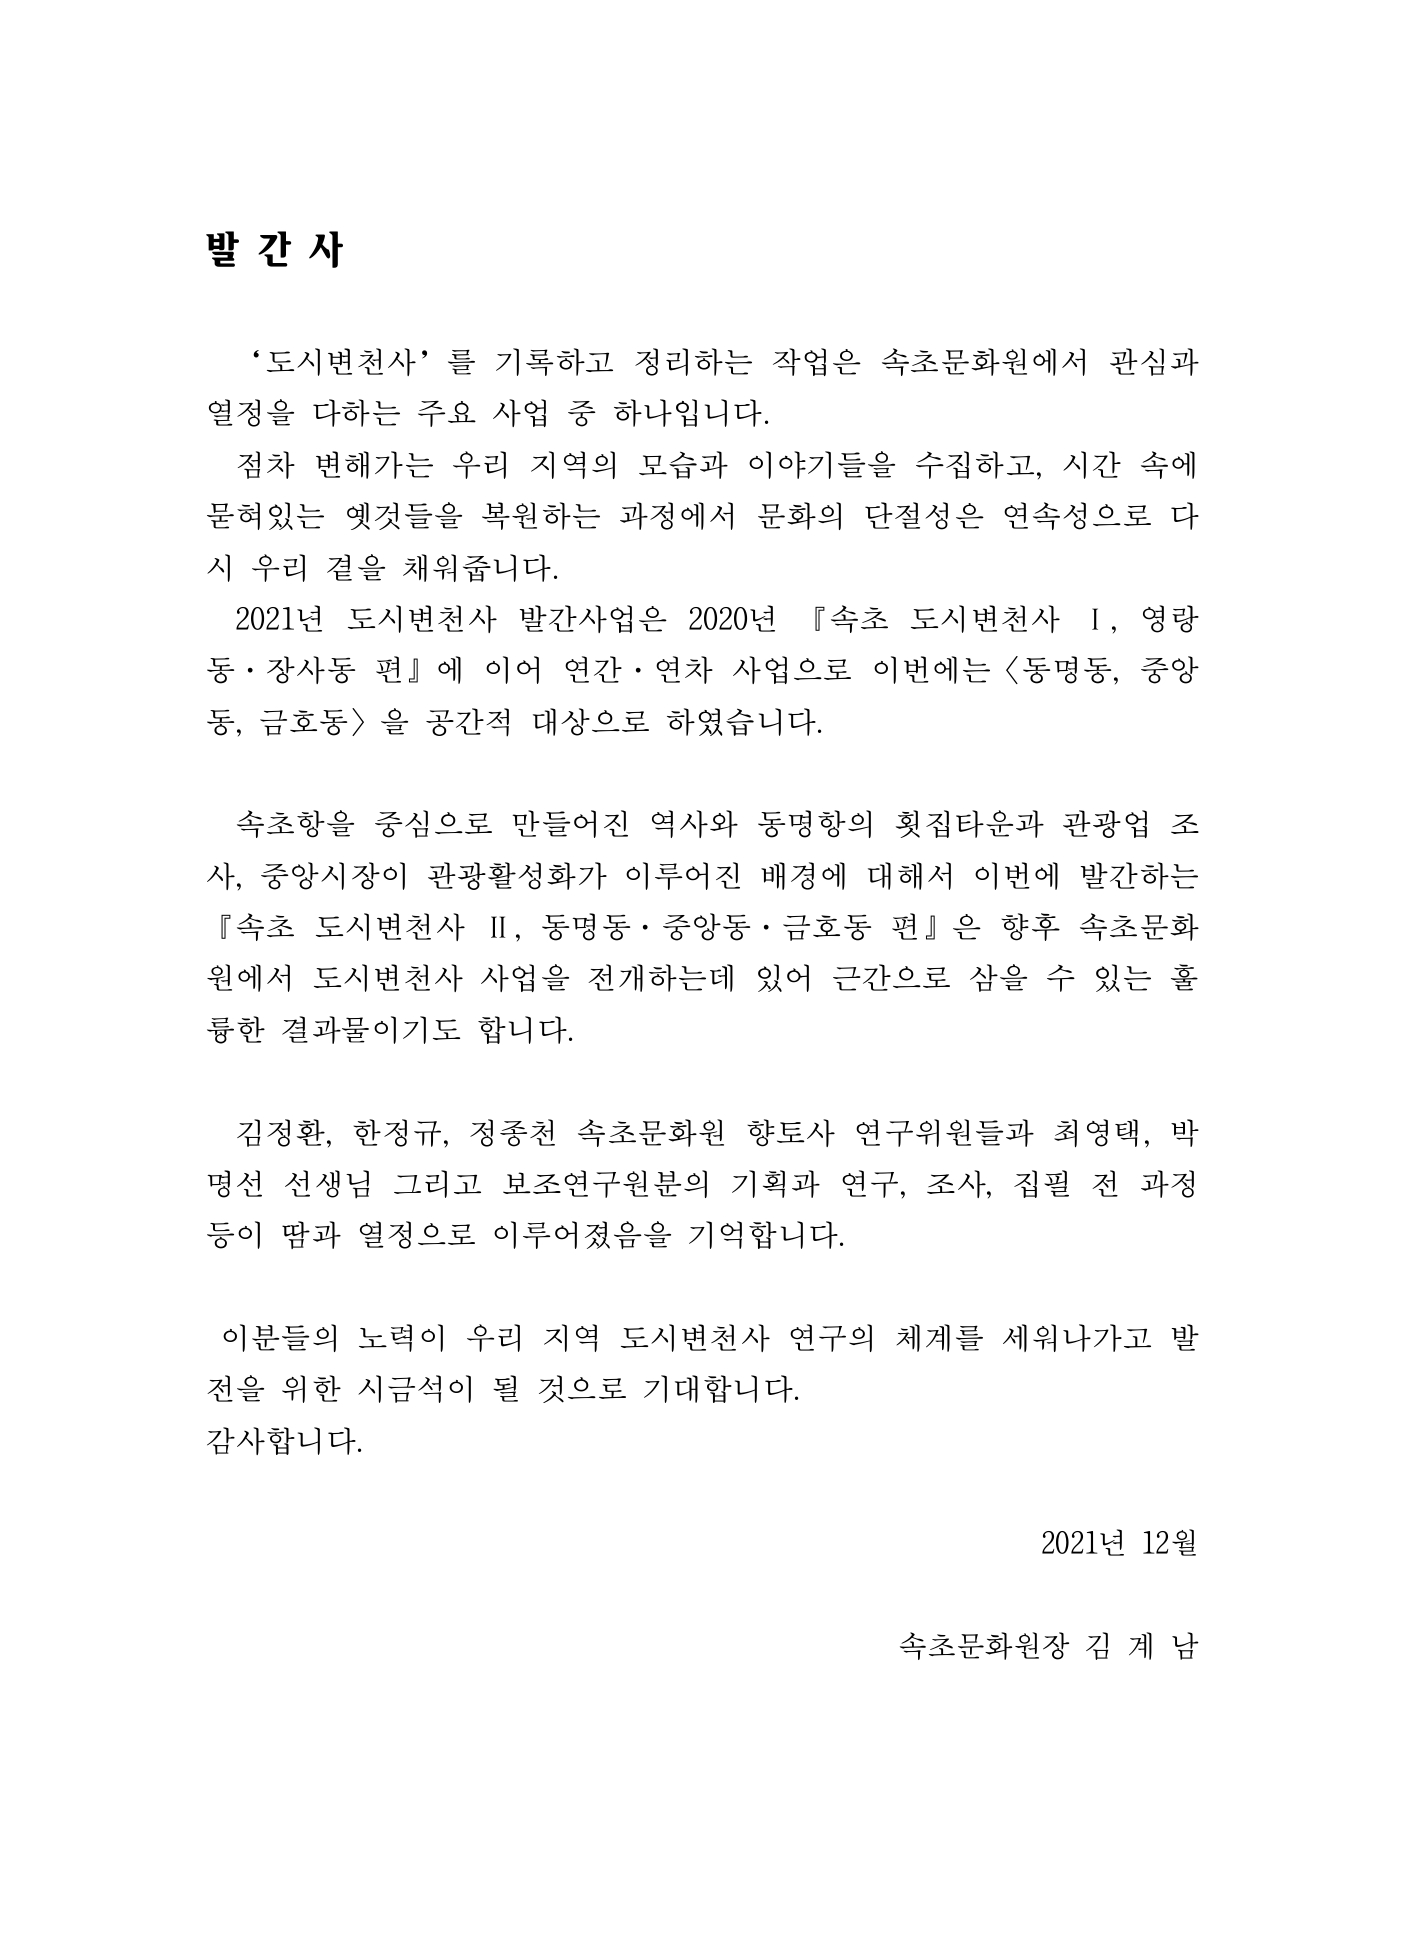 발 간 사
‘도시변천사’를 기록하고 정리하는 작업은 속초문화원에서 관심과
열정을 다하는 주요 사업 중 하나입니다.
점차 변해가는 우리 지역의 모습과 이야기들을 수집하고, 시간 속에
묻혀있는 옛것들을 복원하는 과정에서 문화의 단절성은 연속성으로 다
시 우리 곁을 채워줍니다.
2021년 도시변천사 발간사업은 2020년 『속초 도시변천사 Ⅰ, 영랑
동·장사동 편』에 이어 연간·연차 사업으로 이번에는〈동명동, 중앙
동, 금호동〉을 공간적 대상으로 하였습니다.
속초항을 중심으로 만들어진 역사와 동명항의 횟집타운과 관광업 조
사, 중앙시장이 관광활성화가 이루어진 배경에 대해서 이번에 발간하는
『속초 도시변천사 Ⅱ, 동명동·중앙동·금호동 편』은 향후 속초문화
원에서 도시변천사 사업을 전개하는데 있어 근간으로 삼을 수 있는 훌
륭한 결과물이기도 합니다.
김정환, 한정규, 정종천 속초문화원 향토사 연구위원들과 최영택, 박
명선 선생님 그리고 보조연구원분의 기획과 연구, 조사, 집필 전 과정
등이 땀과 열정으로 이루어졌음을 기억합니다.
이분들의 노력이 우리 지역 도시변천사 연구의 체계를 세워나가고 발
전을 위한 시금석이 될 것으로 기대합니다.
감사합니다.
2021년 12월
속초문화원장 김 계 남